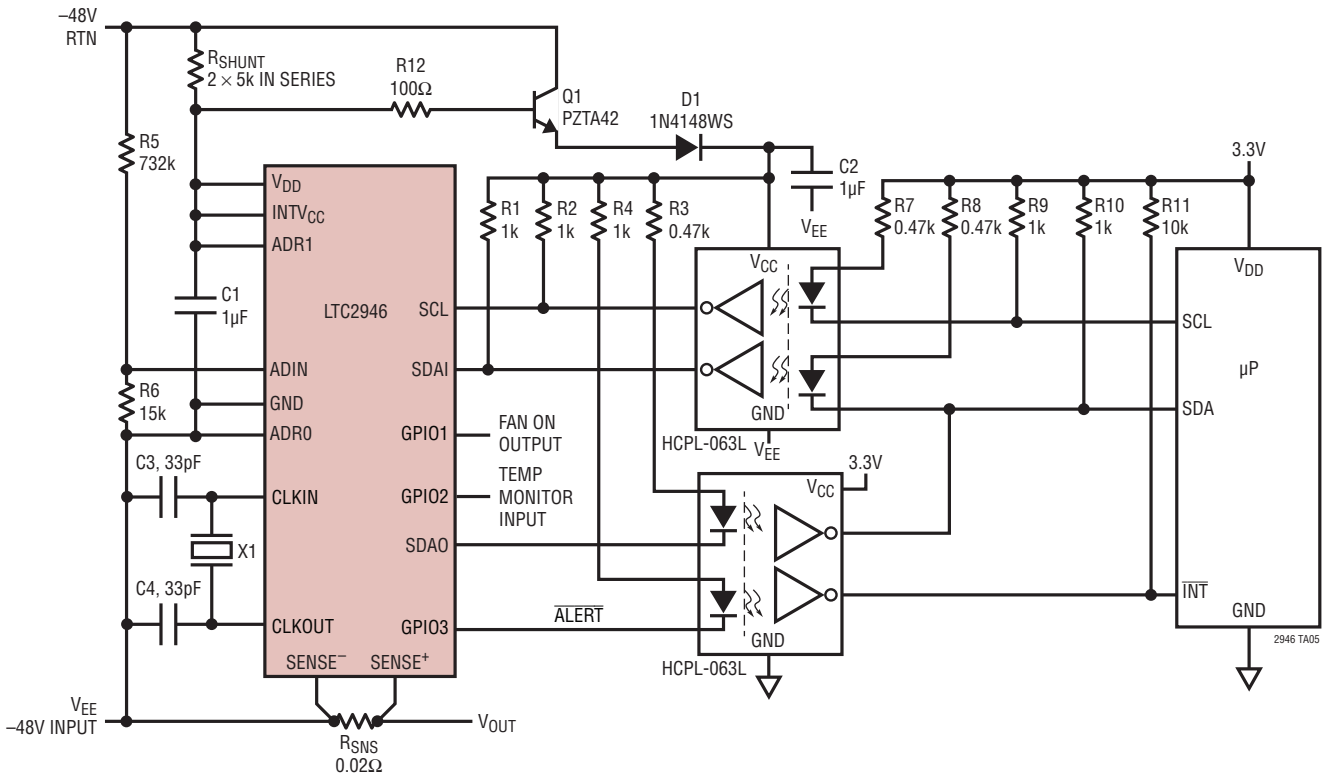 –48V
RTN
RSHUNT
2 × 5k IN SERIES
R12
100Ω
Q1
PZTA42
D1
1N4148WS
R5
732k
C2
1µF
VEE
3.3V
VDD
INTVCC
ADR1
R1
1k
R2
1k
R4
1k
R3
0.47k
R7
0.47k
R8
0.47k
R9
1k
R10
1k
R11
10k
VCC
VDD
C1
1µF
LTC2946
SCL
SCL
ADIN
SDAI
µP
R6
15k
GND
ADR0
GPIO1
FAN ON
OUTPUT
GND
SDA
HCPL-063L
VEE
C3, 33pF
CLKIN
GPIO2
TEMP
MONITOR
INPUT
3.3V
VCC
X1
SDAO
C4, 33pF
CLKOUT
GPIO3
ALERT
INT
GND
GND
HCPL-063L
2946 TA05
SENSE–
SENSE+
VEE
–48V INPUT
VOUT
RSNS
0.02Ω